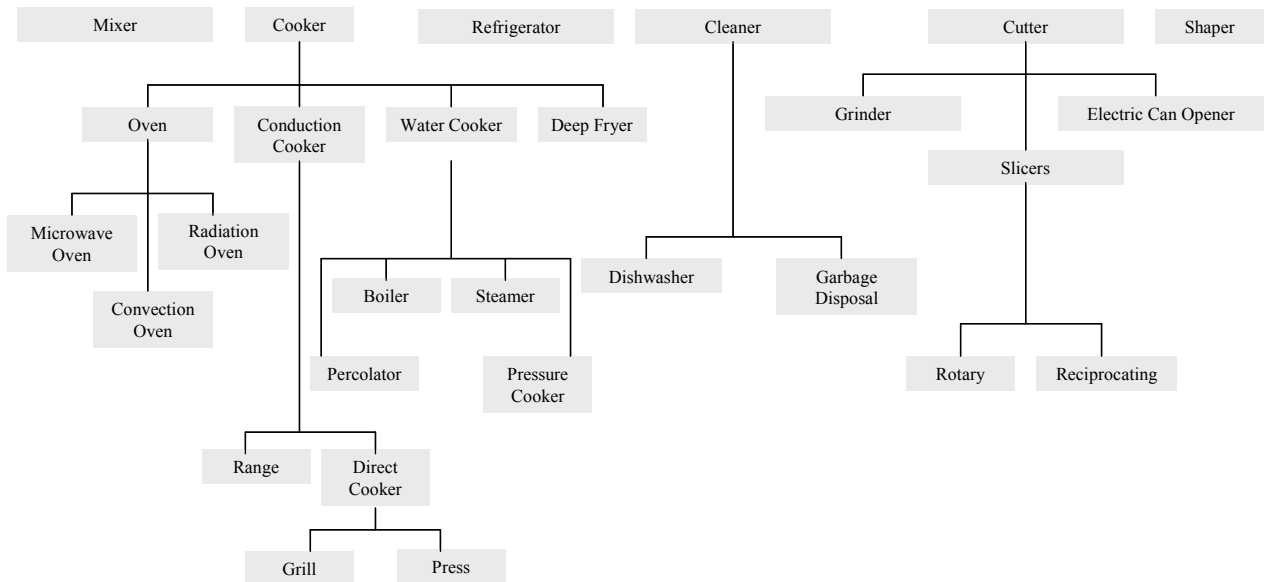 Mixer
Cooker
Refrigerator
Cleaner
Cutter
Shaper
Oven
Conduction
Cooker
Water Cooker
Deep Fryer
Grinder
Electric Can Opener
Slicers
Microwave
Oven
Radiation
Oven
Convection
Oven
Boiler
Steamer
Dishwasher
Garbage
Disposal
Percolator
Pressure
Cooker
Rotary
Reciprocating
Range
Direct
Cooker
Grill
Press